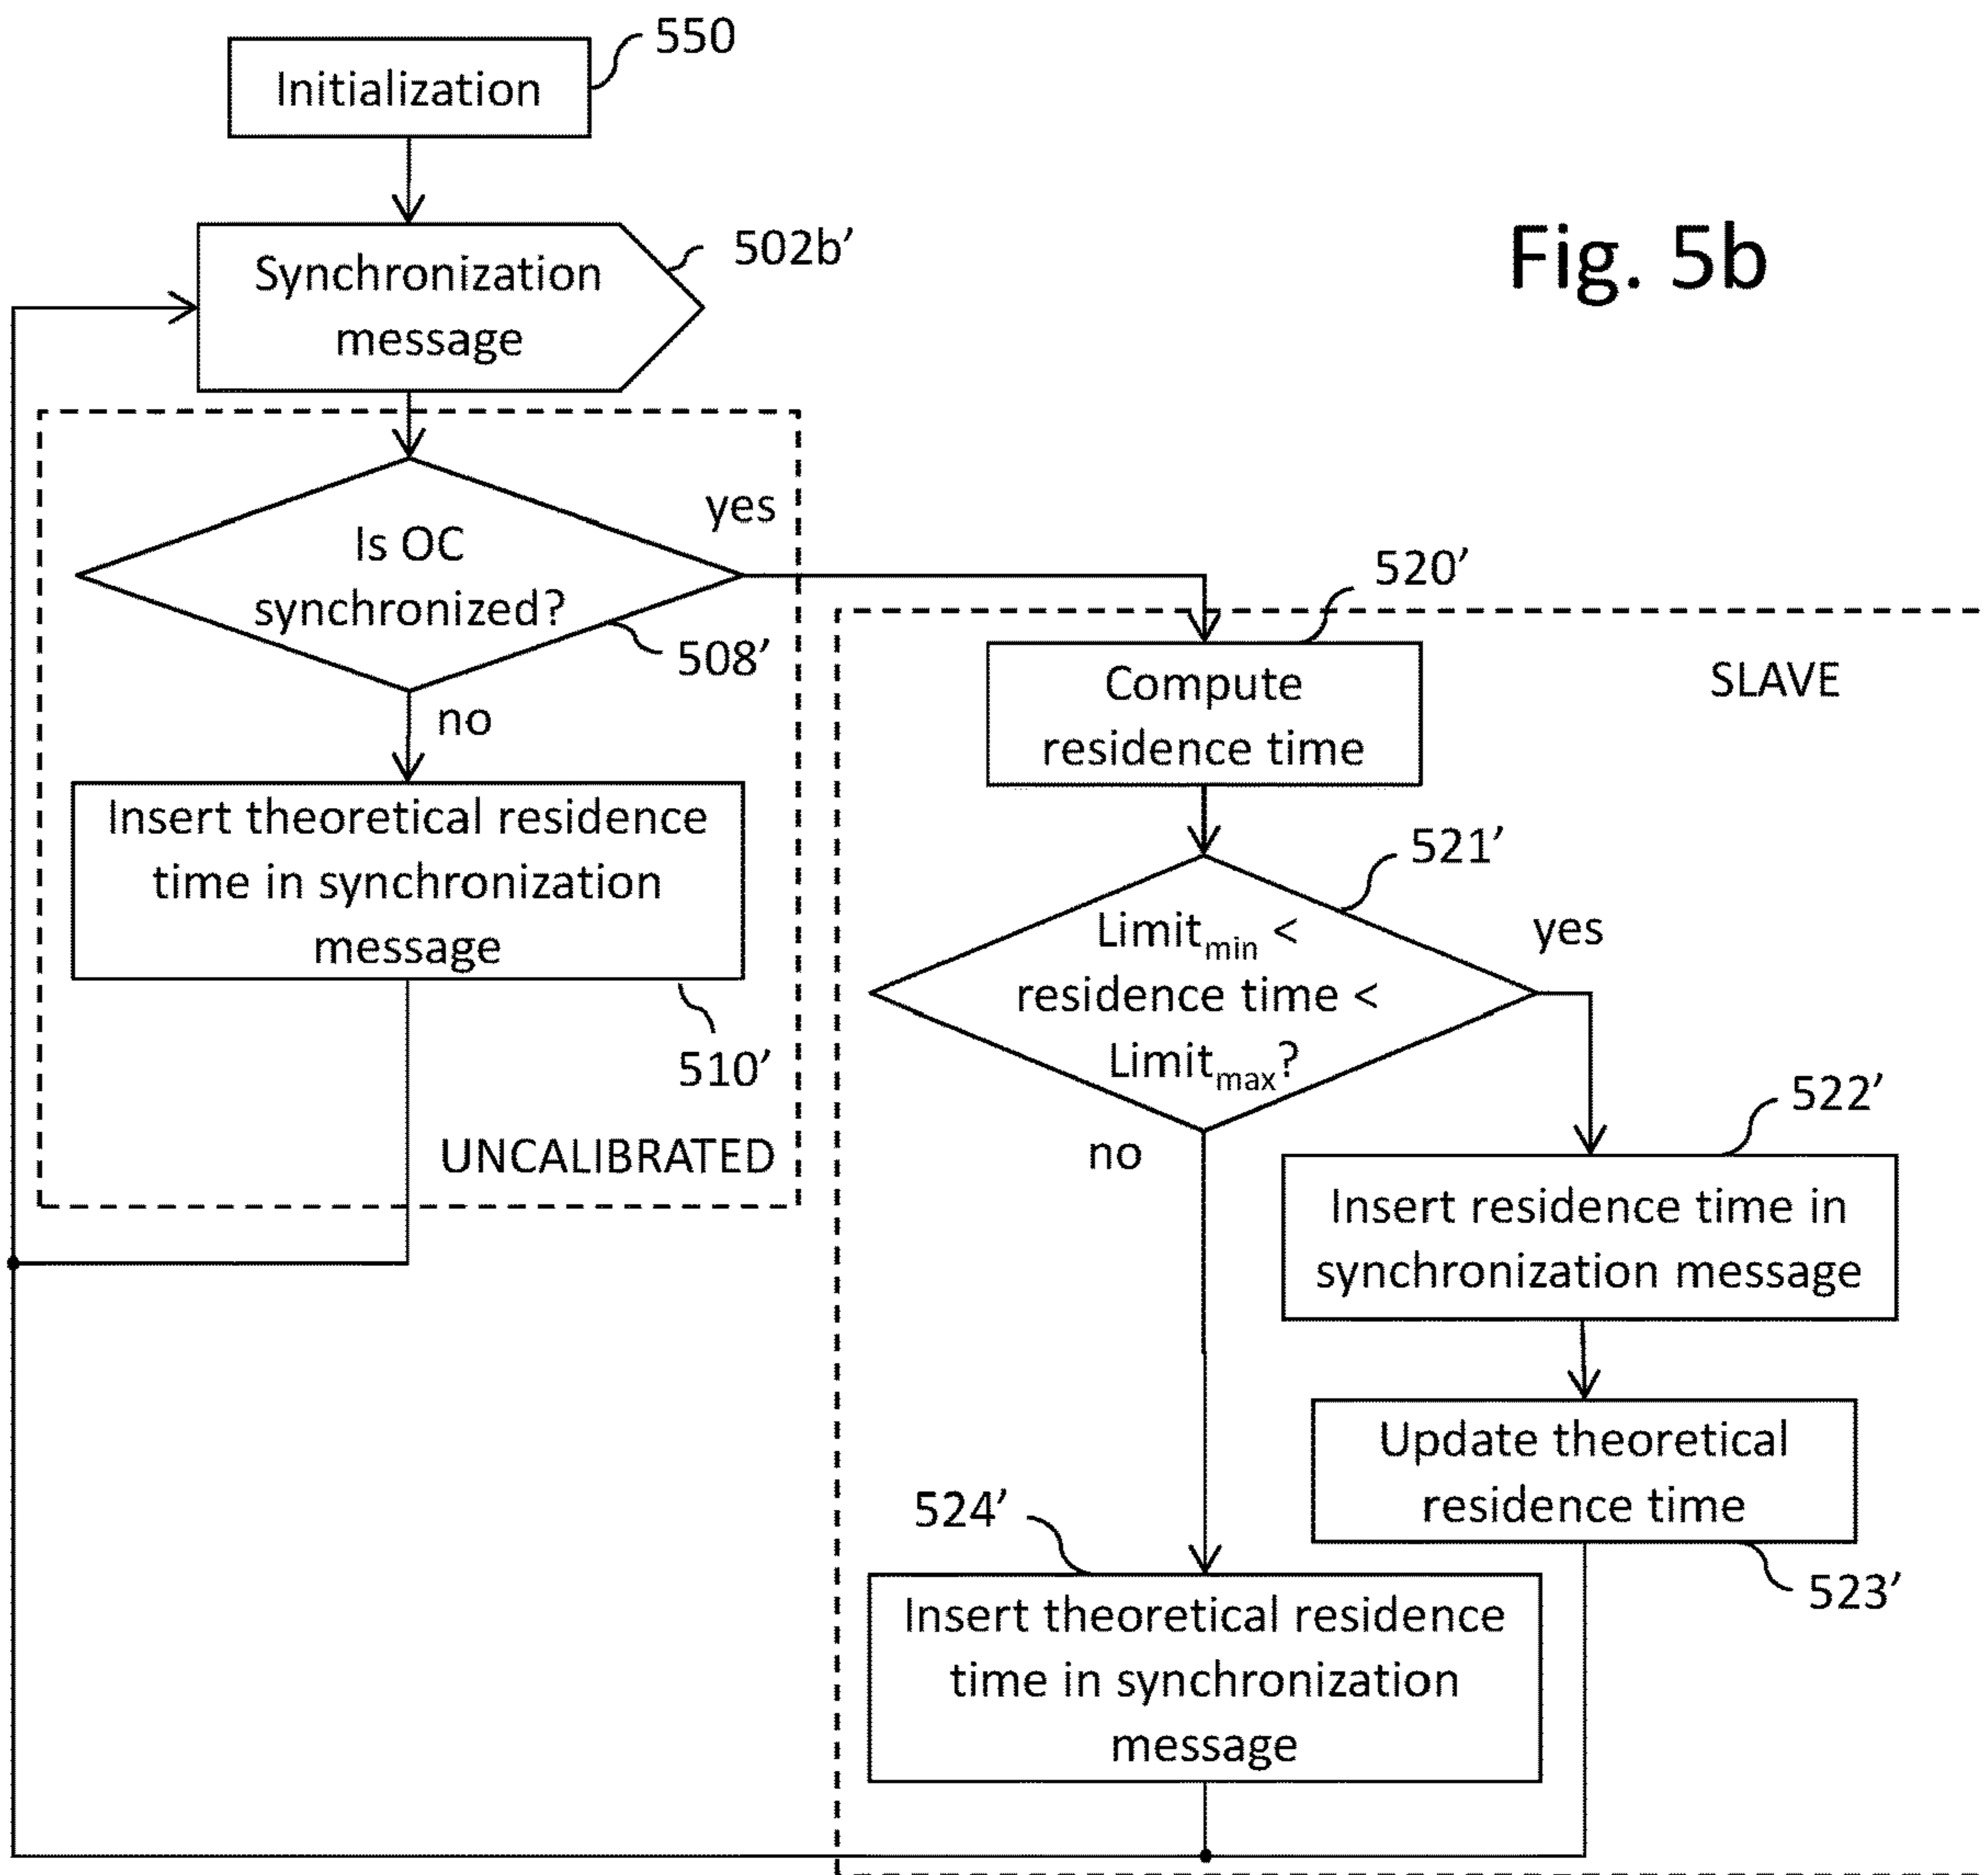 550
Initialization
Fig. 5b
502b’
Synchronization
message
yes
Is OC
synchronized?
508’
no
Insert theoretical residence
time in synchronization
message
510’
UNCALIBRATED
520’
SLAVE
Compute
residence time
521’
Limitmin <
residence time <
Limitmax?
yes
no
522’
Insert residence time in
synchronization message
Update theoretical
residence time
523’
524’
Insert theoretical residence
time in synchronization
message